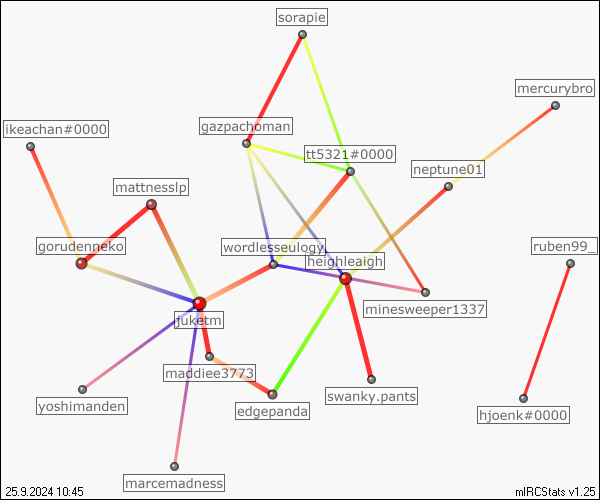 sorapie
mercurybro
ikeachan#0000
gazpachoman
tt5321#0000
neptune01
mattnesslp
gorudenneko
wordlesseulogy
ruben99_
heighleaigh
minesweeper1337
juketm
maddiee3773
swanky.pants
yoshimanden
edgepanda
hjoenk#0000
marcemadness
25.9.2024 10:45
mIRCStats v1.25